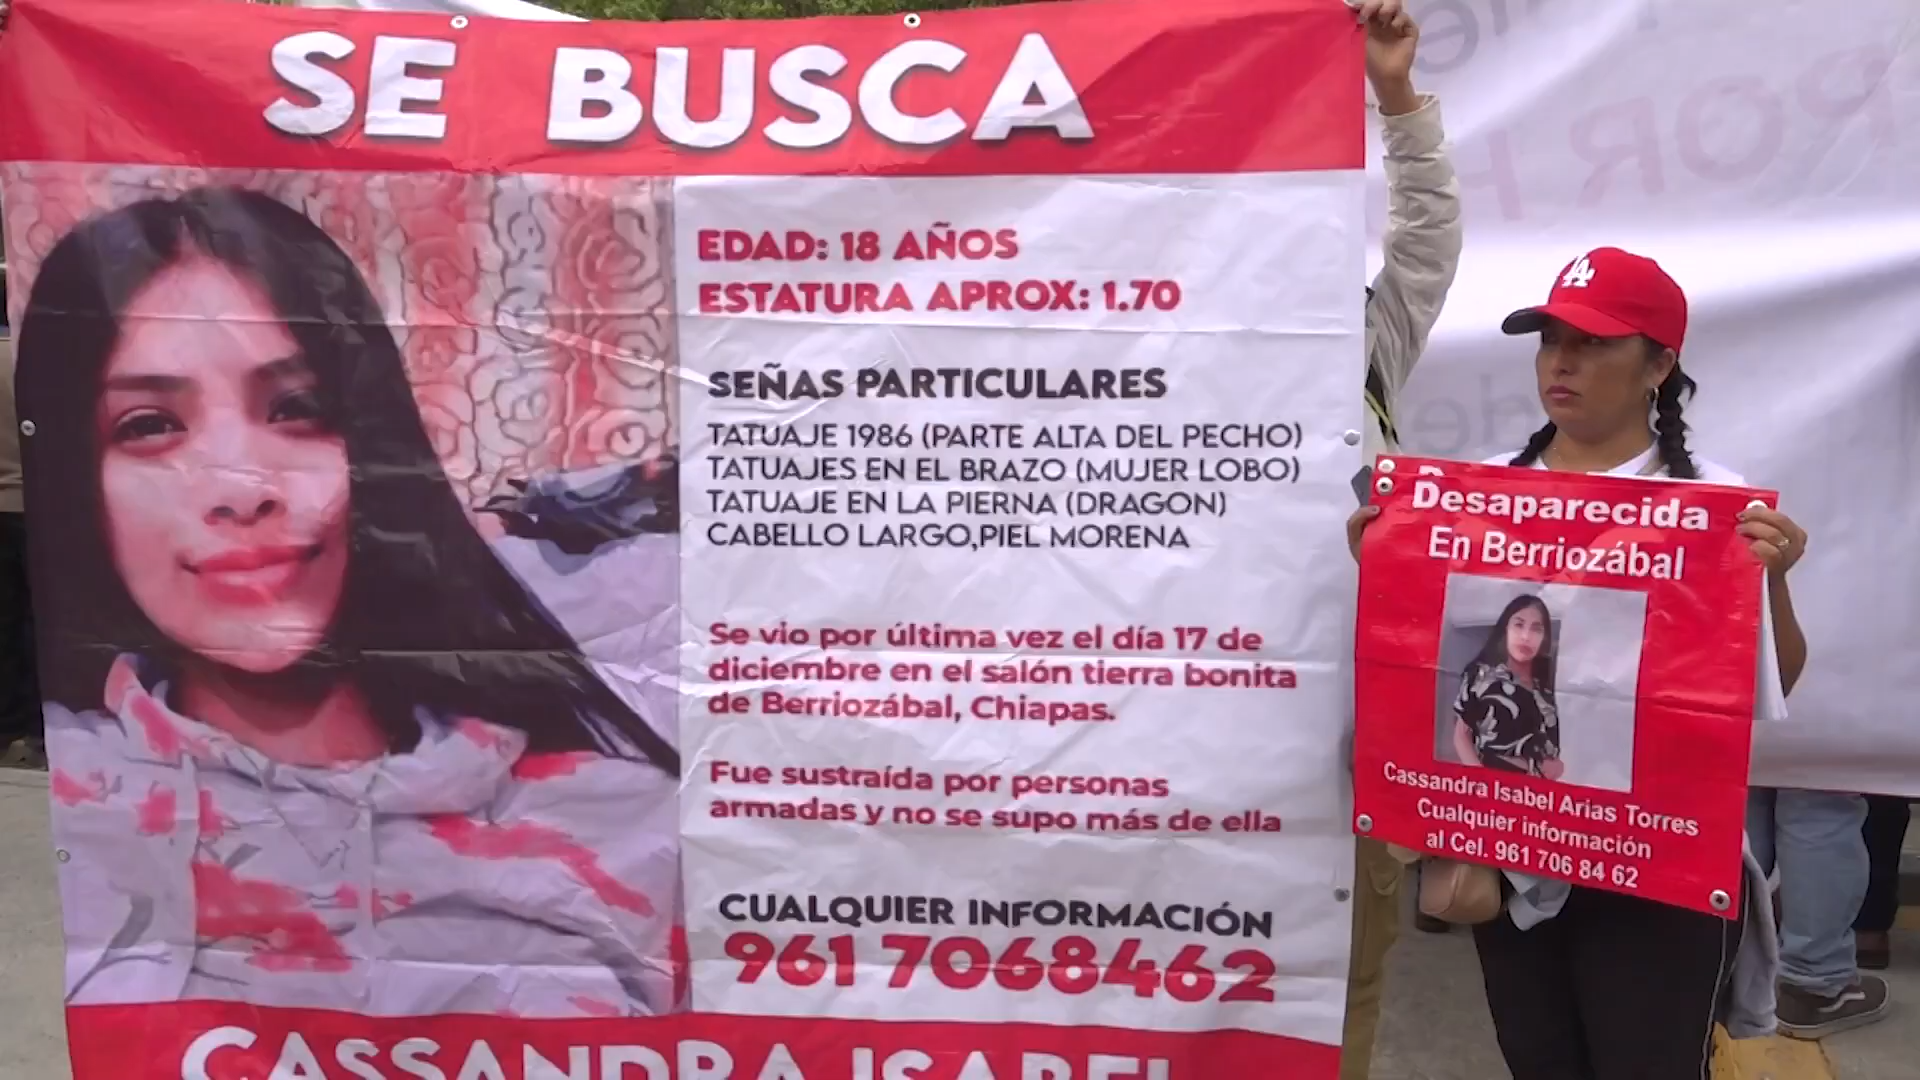 SE BUSCA
EDAD: 18 AÑOS
ESTATURA APROX: 1.70
SEÑAS PARTICULARES
TATUAJE 1986 (PARTE ALTA DEL PECHO)
TATUAJES EN EL BRAZO (MUJER LOBO)
TATUAJE EN LA PIERNA (DRAGON)
CABELLO LARGO,PIEL MORENA
Se vio por última vez el día 17 de
diciembre en el salón tierra bonita
de Berriozábal, Chiapas.
Fue sustraída por personas
armadas y no se supo más de ella
CUALQUIER INFORMACIÓN
961 7068462
CASSANDRA ISABEL
LA
Desaparecida
En Berriozábal
Cassandra Isabel Arias Torres
Cualquier información
al Cel. 961 706 84 62